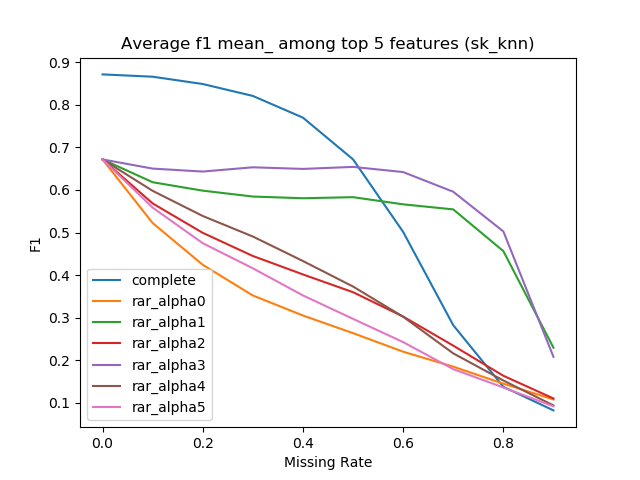 Average f1 mean_ among top 5 features (sk_knn)
0.9
0.8
0.7
0.6
0.5
0.4
0.3
0.2
0.1
F1
complete
rar_alpha0
rar_alpha1
rar_alpha2
rar_alpha3
rar_alpha4
rar_alpha5
0.0 0.2 0.4 0.6 0.8
Missing Rate